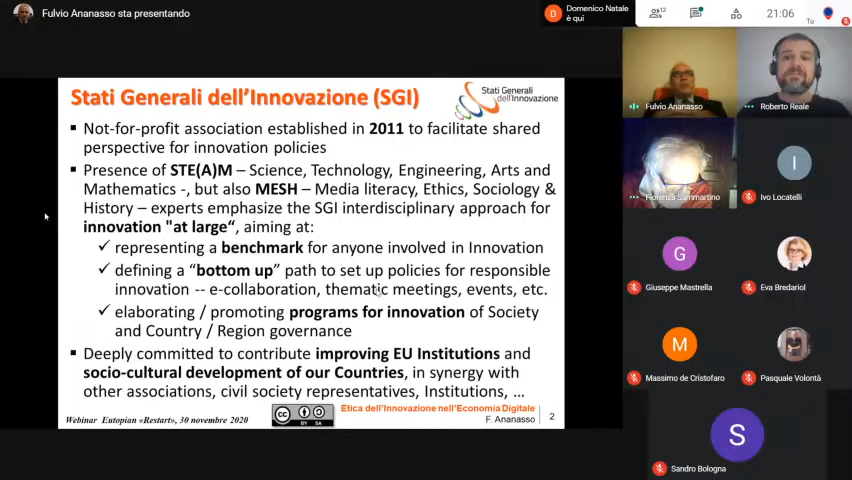 Fulvio Ananasso sta presentando
D
Domenico Natale
è qui
12
21:06
Tu
Stati Generali dell'Innovazione (SGI)
Stati Generali
dell'Innovazione
▪ Not-for-profit association established in 2011 to facilitate shared
perspective for innovation policies
▪ Presence of STE(A)M – Science, Technology, Engineering, Arts and
Mathematics -, but also MESH – Media literacy, Ethics, Sociology &
History – experts emphasize the SGI interdisciplinary approach for
innovation "at large“, aiming at:
✓ representing a benchmark for anyone involved in Innovation
✓ defining a “bottom up” path to set up policies for responsible
innovation -- e-collaboration, thematic meetings, events, etc.
✓ elaborating / promoting programs for innovation of Society
and Country / Region governance
▪ Deeply committed to contribute improving EU Institutions and
socio-cultural development of our Countries, in synergy with
other associations, civil society representatives, Institutions, …
Webinar Eutopian «Restart», 30 novembre 2020
cc
BY SA
Etica dell'Innovazione nell'Economia Digitale
F. Ananasso
2
Fulvio Ananasso
Roberto Reale
Fiorenza Sammartino
I
Ivo Locatelli
G
Giuseppe Mastrella
Eva Bredariol
M
Massimo de Cristofaro
Pasquale Volontà
S
Sandro Bologna